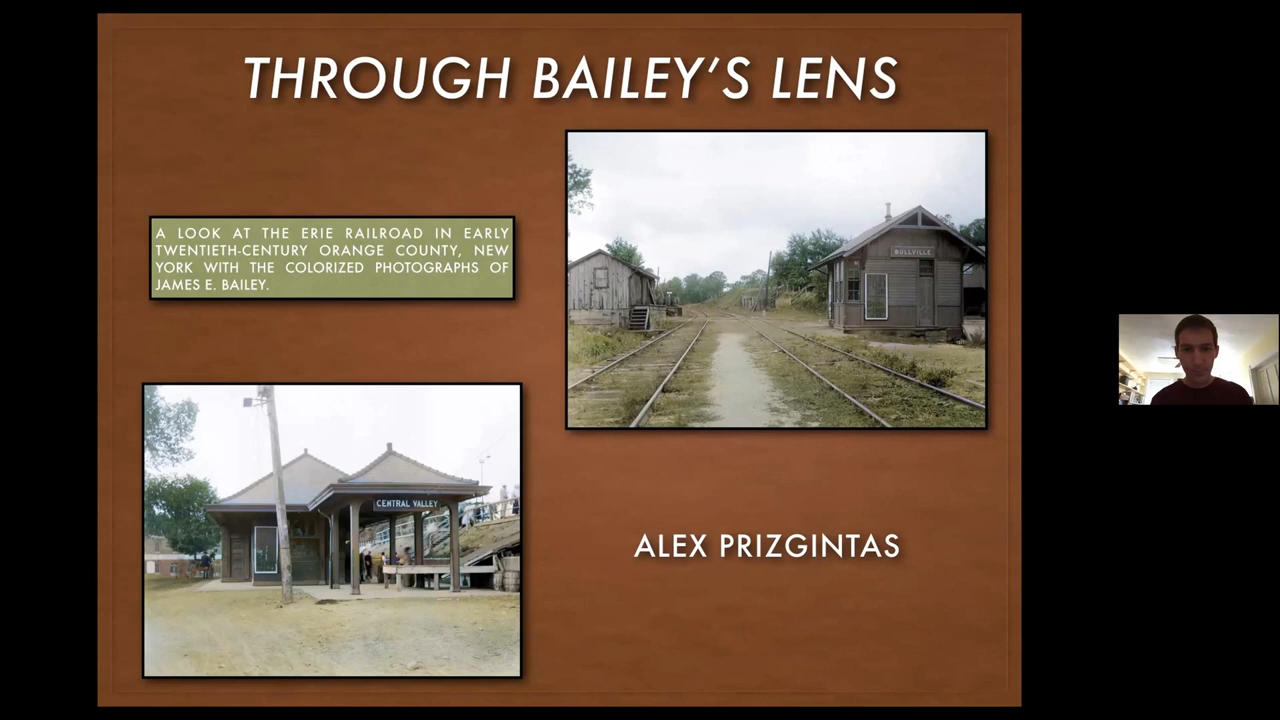 THROUGH BAILEY'S LENS
A LOOK AT THE ERIE RAILROAD IN EARLY
TWENTIETH-CENTURY ORANGE COUNTY, NEW
YORK WITH THE COLORIZED PHOTOGRAPHS OF
JAMES E. BAILEY.
BULLVILLE
CENTRAL VALLEY
ALEX PRIZGINTAS